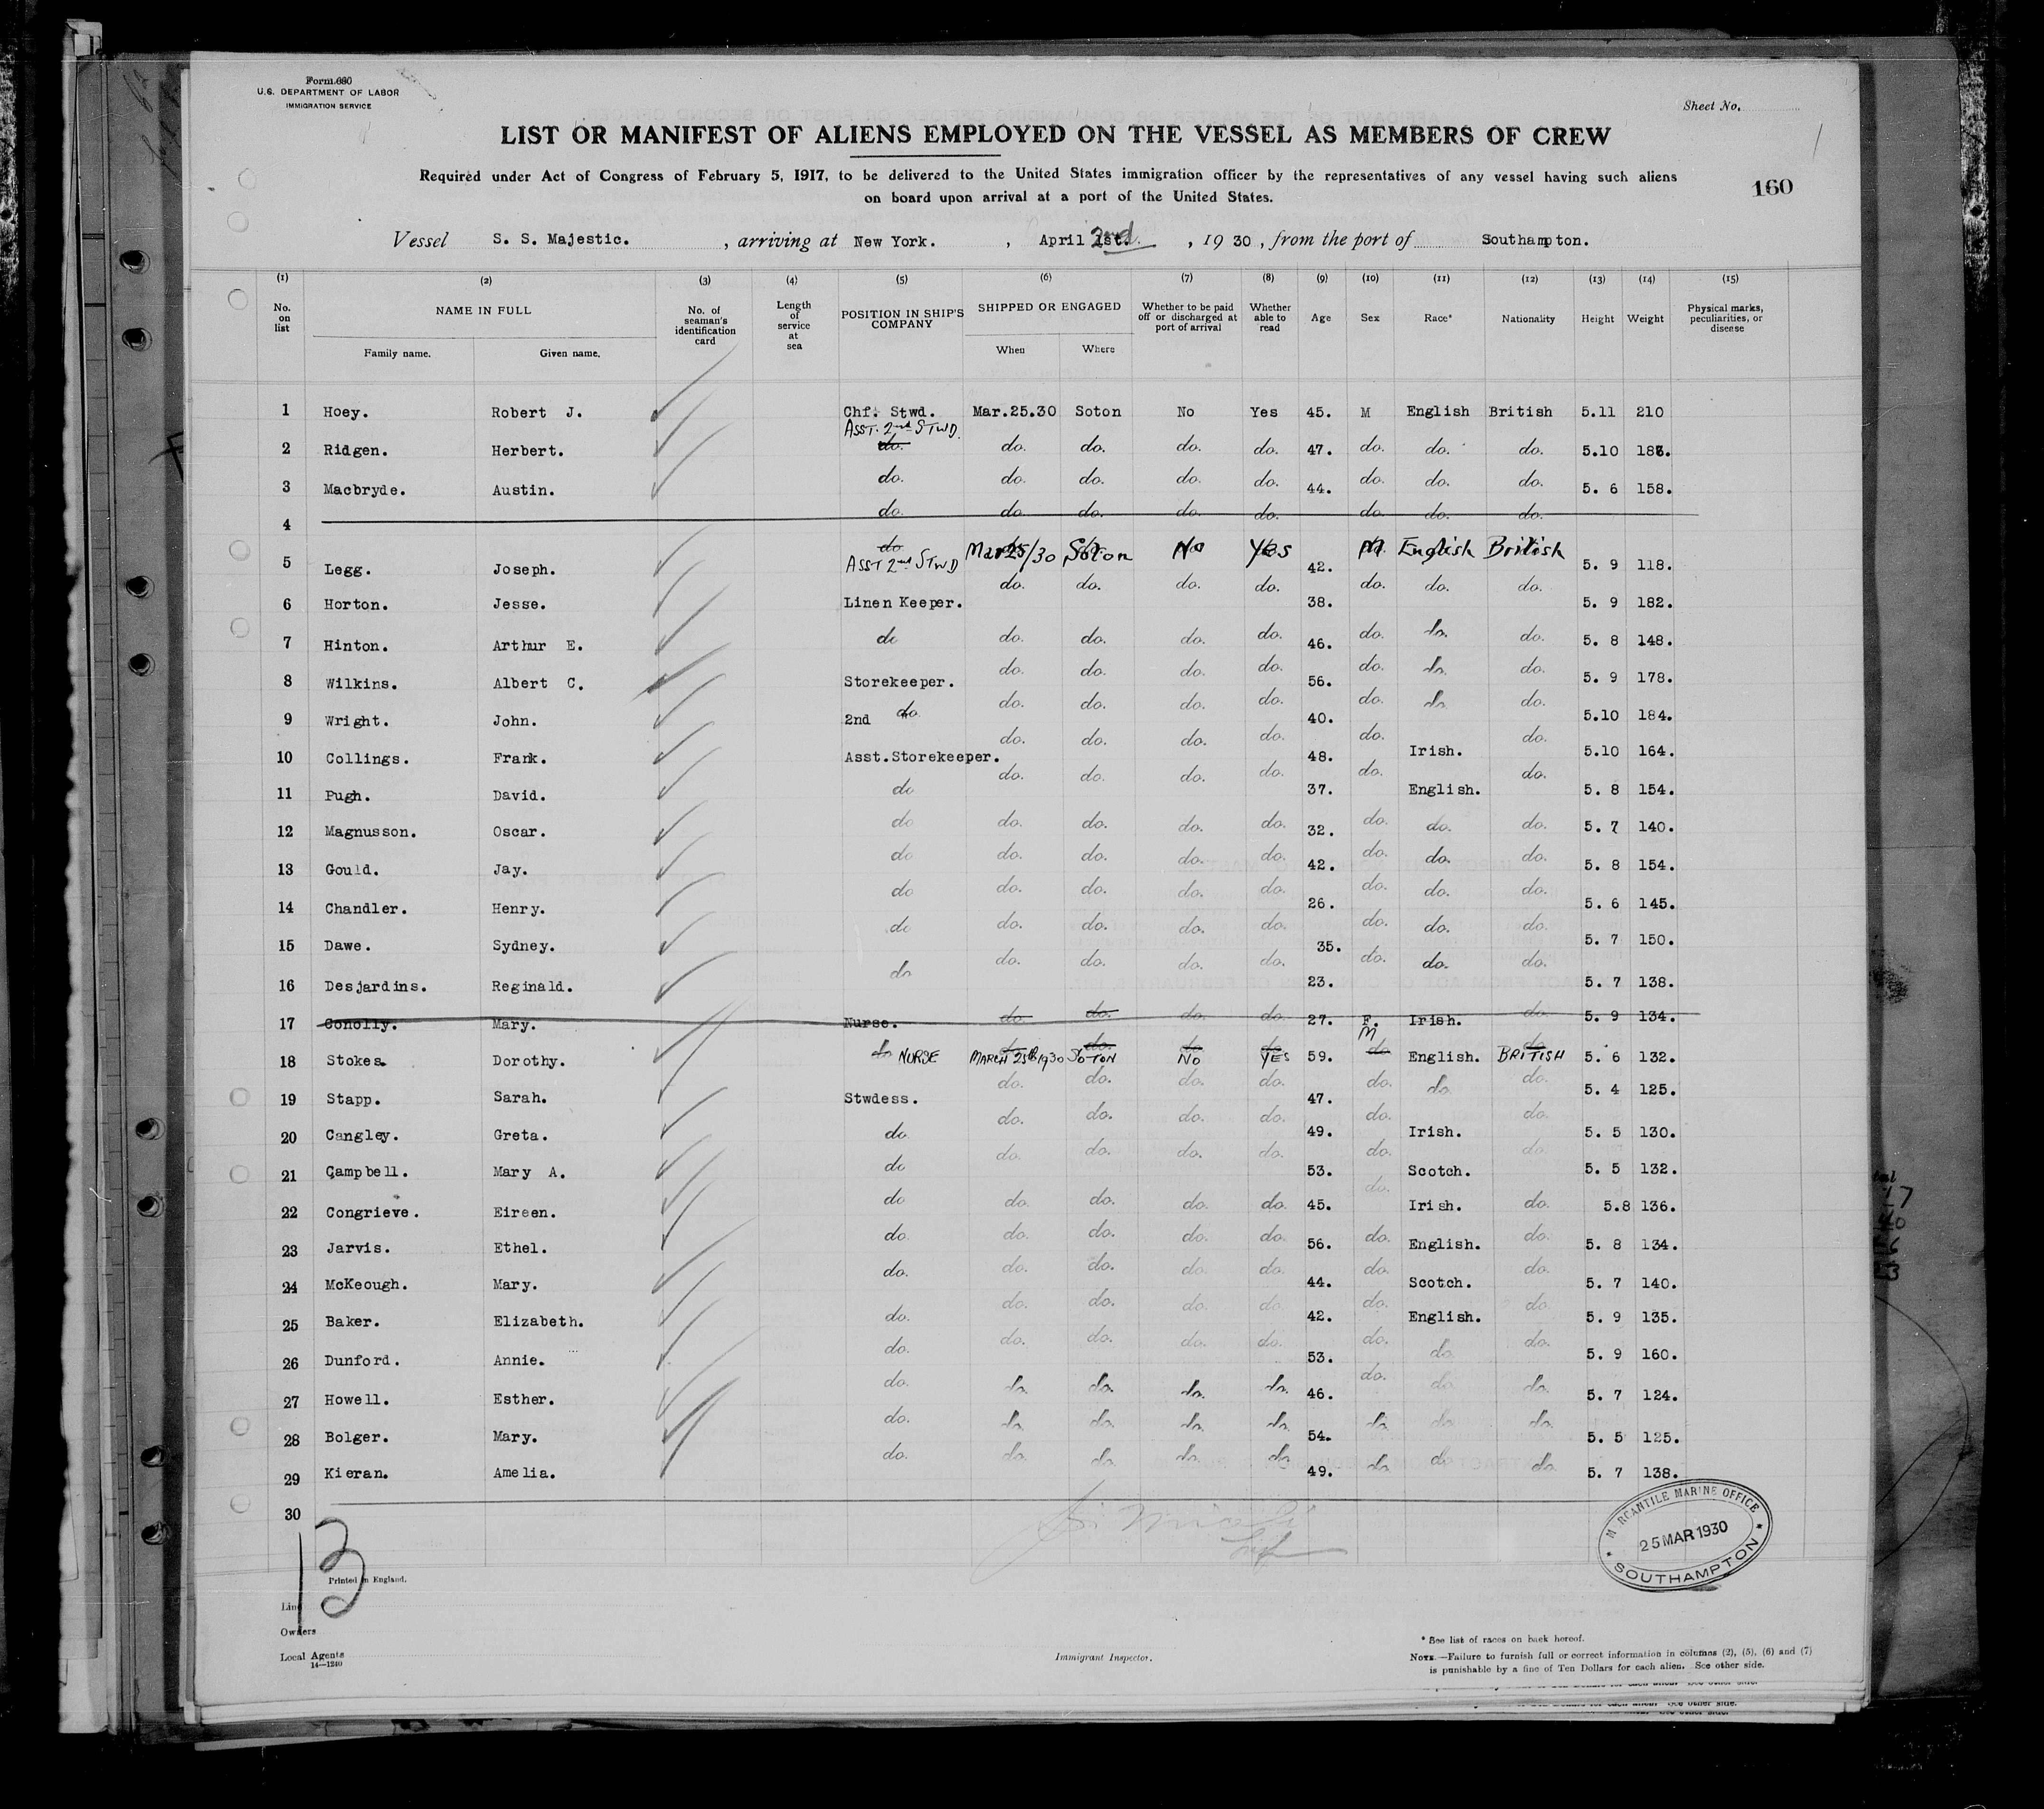 Form 680
U.S. DEPARTMENT OF LABOR
IMMIGRATION SERVICE
Sheet No.
LIST OR MANIFEST OF ALIENS EMPLOYED ON THE VESSEL AS MEMBERS OF CREW
Required under Act of Congress of February 5, 1917, to be delivered to the United States immigration officer by the representatives of any vessel having such aliens
on board upon arrival at a port of the United States.
160
Vessel S. S. Majestic. , arriving at New York. , April 1st. 2nd , 19 30 , from the port of Southampton.
(1) (2) (3) (4) (5) (6) (7) (8) (9) (10) (11) (12) (13) (14) (15)
No. on list NAME IN FULL Family name. Given name. No. of seaman's identification card Length of service at sea POSITION IN SHIP'S COMPANY SHIPPED OR ENGAGED When Where Whether to be paid off or discharged at port of arrival Whether able to read Age Sex Race* Nationality Height Weight Physical marks, peculiarities, or disease
1 Hoey. Robert J. Chf. Stwd. Mar.25.30 Soton No Yes 45. M English British 5.11 210
2 Ridgen. Herbert. do. ASST. 2nd STWD. do. do. do. do. 47. do. do. do. 5.10
3 Macbryde. Austin. do. do. do. do. do. 44. do. do. do. 5. 6 158.
4 do. do. do. do. do. do. do. do.
5 Legg. Joseph. do ASST 2nd STWD Mar 25/30 Soton No Yes 42. M. English British 5. 9 118.
6 Horton. Jesse. Linen Keeper. do. do. do. do. 38. do. do. do. 5. 9 182.
7 Hinton. Arthur E. do do. do. do. do. 46. do. do. do. 5. 8 148.
8 Wilkins. Albert C. Storekeeper. do. do. do. do. 56. do. do. do. 5. 9 178.
9 Wright. John. 2nd do do. do. do. do. 40. do. do do. 5.10 184.
10 Collings. Frank. Asst.Storekeeper. do. do. do. do. 48. do. Irish. do. 5.10 164.
11 Pugh. David. do do. do. do. do. 37. do. English. do. 5. 8 154.
12 Magnusson. Oscar. do do. do. do. do. 32. do. do. do. 5. 7 140.
13 Gould. Jay. do do. do. do. do. 42. do. do. do. 5. 8 154.
14 Chandler. Henry. do do. do. do. do. 26. do. do. do. 5. 6 145.
15 Dawe. Sydney. do do. do. do. do. 35. do. do. do. 5. 7 150.
16 Desjardins. Reginald. do do. do. do. do. 23. do. do. do. 5. 7 138.
17 Conolly. Mary. Nurse. do. do. do. do. 27. F. Irish. do. 5. 9 134.
18 Stokes. Dorothy. do NURSE MARCH 25th 1930 SOTON NO YES 59. do M English. BRITISH 5. 6 132.
19 Stapp. Sarah. Stwdess. do. do. do. do. 47. do. do do. 5. 4 125.
20 Cangley. Greta. do do. do. do. do. 49. do. Irish. do. 5. 5 130.
21 Campbell. Mary A. do do. do. do. do. 53. do. Scotch. do. 5. 5 132.
22 Congrieve. Eireen. do do. do. do. do. 45. do. Irish. do. 5.8 136.
23 Jarvis. Ethel. do. do. do. do. do. 56. do. English. do. 5. 8 134.
24 McKeough. Mary. do. do. do. do. do. 44. do. Scotch. do. 5. 7 140.
25 Baker. Elizabeth. do. do. do. do. do. 42. do. English. do. 5. 9 135.
26 Dunford. Annie. do. do. do. do. do. 53. do. do do. 5. 9 160.
27 Howell. Esther. do. do. do. do. do. 46. do. do do. 5. 7 124.
28 Bolger. Mary. do. do. do. do. do. 54. do. do do. 5. 5 125.
29 Kieran. Amelia. do. do. do. do. do. 49. do. do do. 5. 7 138.
30
MERCANTILE MARINE OFFICE
25 MAR 1930
SOUTHAMPTON
13
Printed in England.
Line
Owners
Local Agents
14—1240
Immigrant Inspector.
* See list of races on back hereof.
NOTE.—Failure to furnish full or correct information in columns (2), (5), (6) and (7)
is punishable by a fine of Ten Dollars for each alien. See other side.